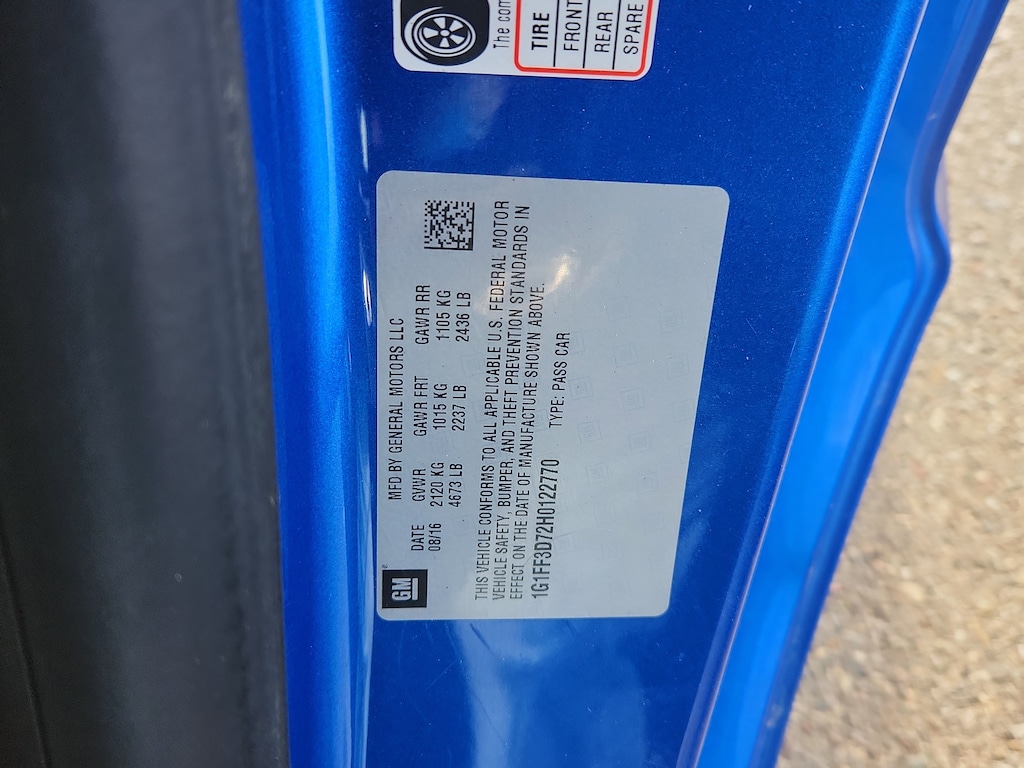 The com
TIRE
FRONT
REAR
SPARE
GM
MFD BY GENERAL MOTORS LLC
DATE GVWR GAWR FRT GAWR RR
08/16 2120 KG 1015 KG 1105 KG
4673 LB 2237 LB 2436 LB
THIS VEHICLE CONFORMS TO ALL APPLICABLE U.S. FEDERAL MOTOR
VEHICLE SAFETY, BUMPER, AND THEFT PREVENTION STANDARDS IN
EFFECT ON THE DATE OF MANUFACTURE SHOWN ABOVE.
1G1FF3D72H0122770 TYPE: PASS CAR